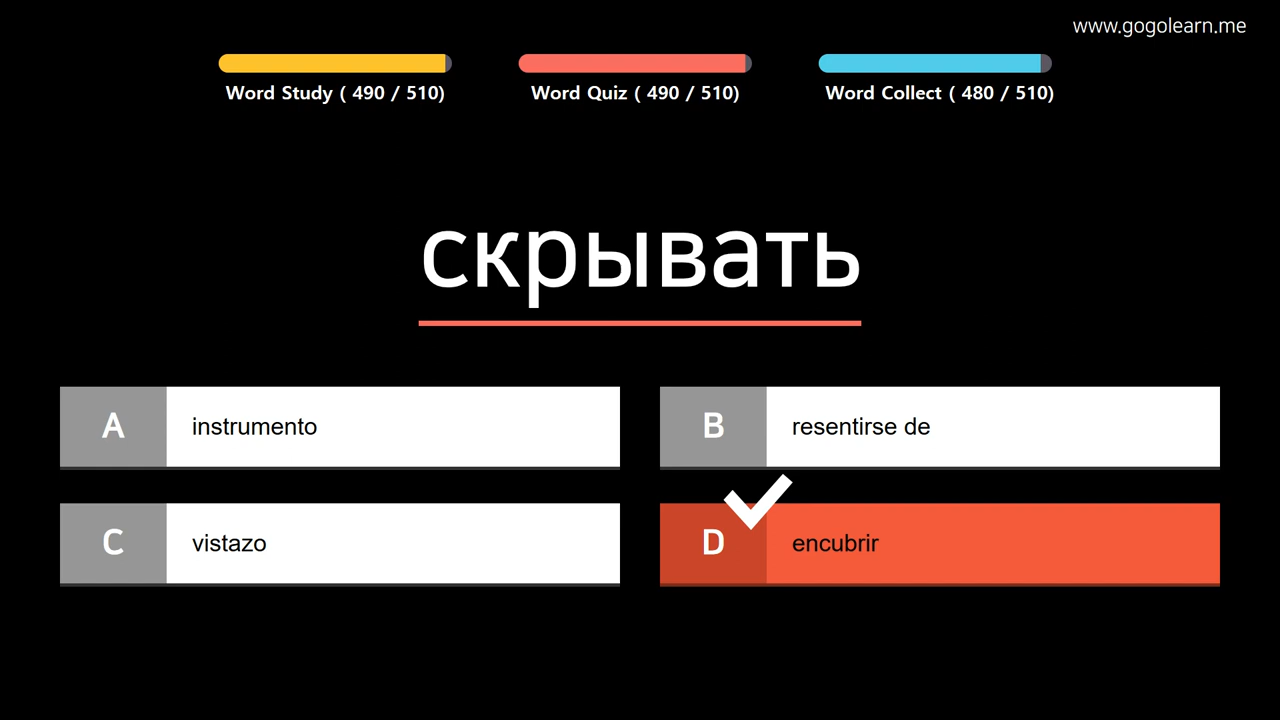 www.gogolearn.me
Word Study ( 490 / 510)
Word Quiz ( 490 / 510)
Word Collect ( 480 / 510)
скрывать
A instrumento
B resentirse de
C vistazo
D encubrir